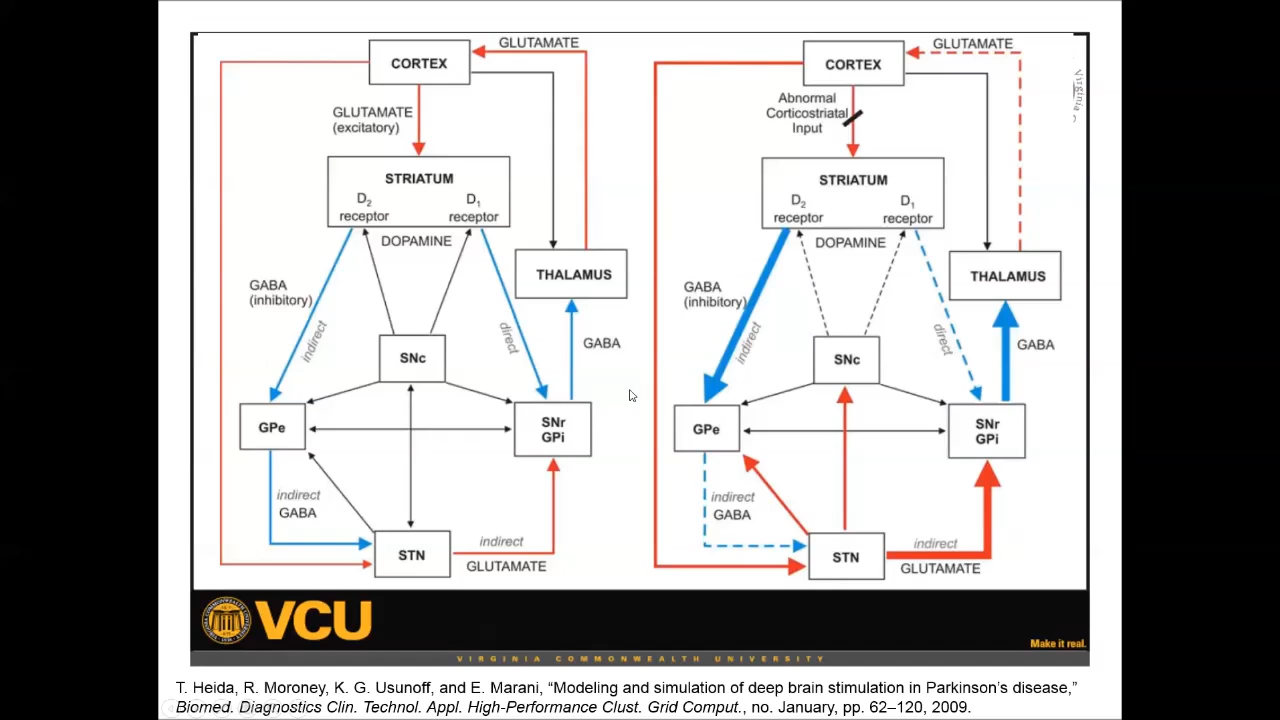 GLUTAMATE
CORTEX
GLUTAMATE
(excitatory)
STRIATUM
D2
receptor
D1
receptor
DOPAMINE
THALAMUS
GABA
(inhibitory)
indirect
direct
GABA
SNc
GPe
SNr
GPi
indirect
GABA
STN
indirect
GLUTAMATE
GLUTAMATE
CORTEX
Abnormal
Corticostriatal
Input
STRIATUM
D2
receptor
D1
receptor
DOPAMINE
THALAMUS
GABA
(inhibitory)
indirect
direct
GABA
SNc
GPe
SNr
GPi
indirect
GABA
STN
indirect
GLUTAMATE
VCU
Make it real.
VIRGINIA COMMONWEALTH UNIVERSITY
T. Heida, R. Moroney, K. G. Usunoff, and E. Marani, “Modeling and simulation of deep brain stimulation in Parkinson’s disease,”
Biomed. Diagnostics Clin. Technol. Appl. High-Performance Clust. Grid Comput., no. January, pp. 62–120, 2009.